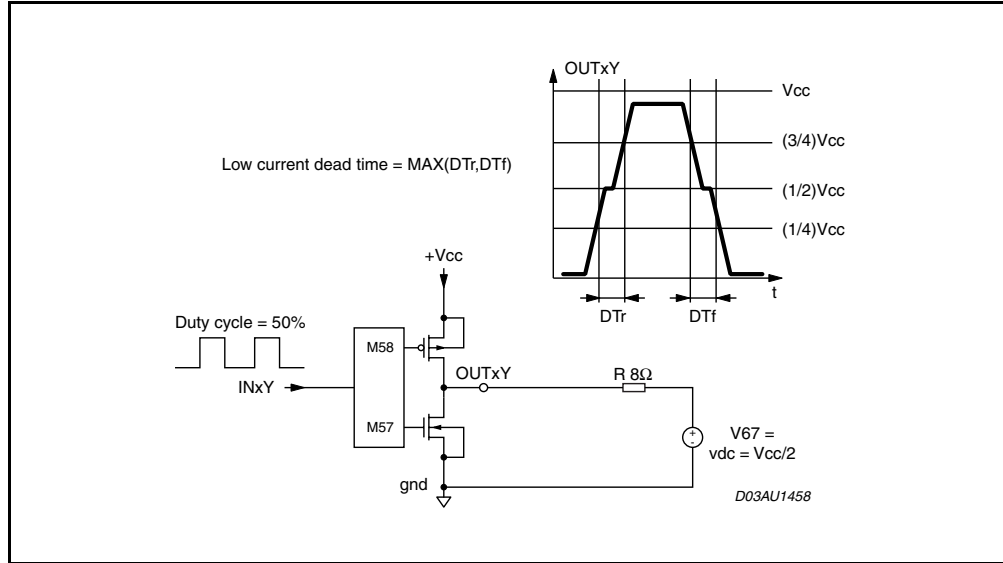 OUTxY
Vcc
(3/4)Vcc
Low current dead time = MAX(DTr,DTf)
(1/2)Vcc
(1/4)Vcc
+Vcc
t
DTr
DTf
Duty cycle = 50%
M58
OUTxY
R 8Ω
INxY
M57
+
-
V67 =
vdc = Vcc/2
gnd
D03AU1458